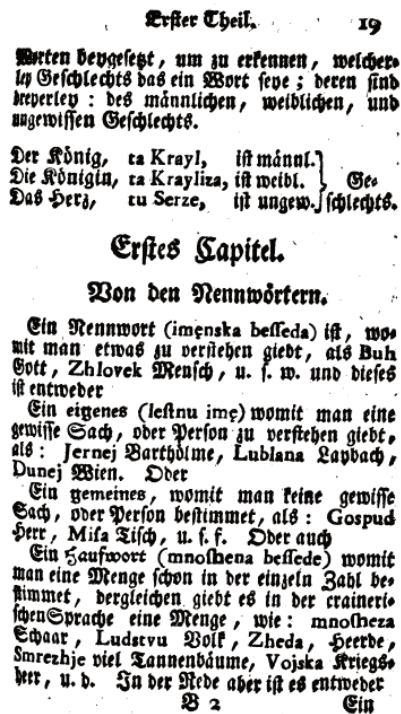 Erster Theil. 19
Worten beygesetzt, um zu erkennen, welcher-
ley Geschlechts das ein Wort seye; deren sind
dreyerley: des männlichen, weiblichen, und
ungewissen Geschlechts.
Der König, ta Krayl, ist männl.
Die Königin, ta Krayliza, ist weibl. } Ge-
Das Herz, tu Serze, ist ungew. schlechts.
Erstes Capitel.
Von den Nennwörtern.
Ein Nennwort (imęnska beſſeda) ist, wo-
mit man etwas zu verstehen giebt, als Buh
Gott, Zhlovek Mensch, u. s. w. und dieses
ist entweder
Ein eigenes (leſtnu imę) womit man eine
gewisse Sach, oder Person zu verstehen giebt,
als: Jernej Bartholme, Lublana Laybach,
Dunej Wien. Oder
Ein gemeines, womit man keine gewisse
Sach, oder Person bestimmet, als: Gospud
Herr, Miſa Tisch, u. s. f. Oder auch
Ein Haufwort (mnoſhena beſſede) womit
man eine Menge schon in der einzeln Zahl be-
stimmet, dergleichen giebt es in der craineri-
schen Sprache eine Menge, wie: mnoſheza
Schaar, Ludstvu Volk, Zheda, Heerde,
Smrezhje viel Tannenbäume, Vojska Kriegs-
heer, u. d. In der Rede aber ist es entweder
B 2 Ein